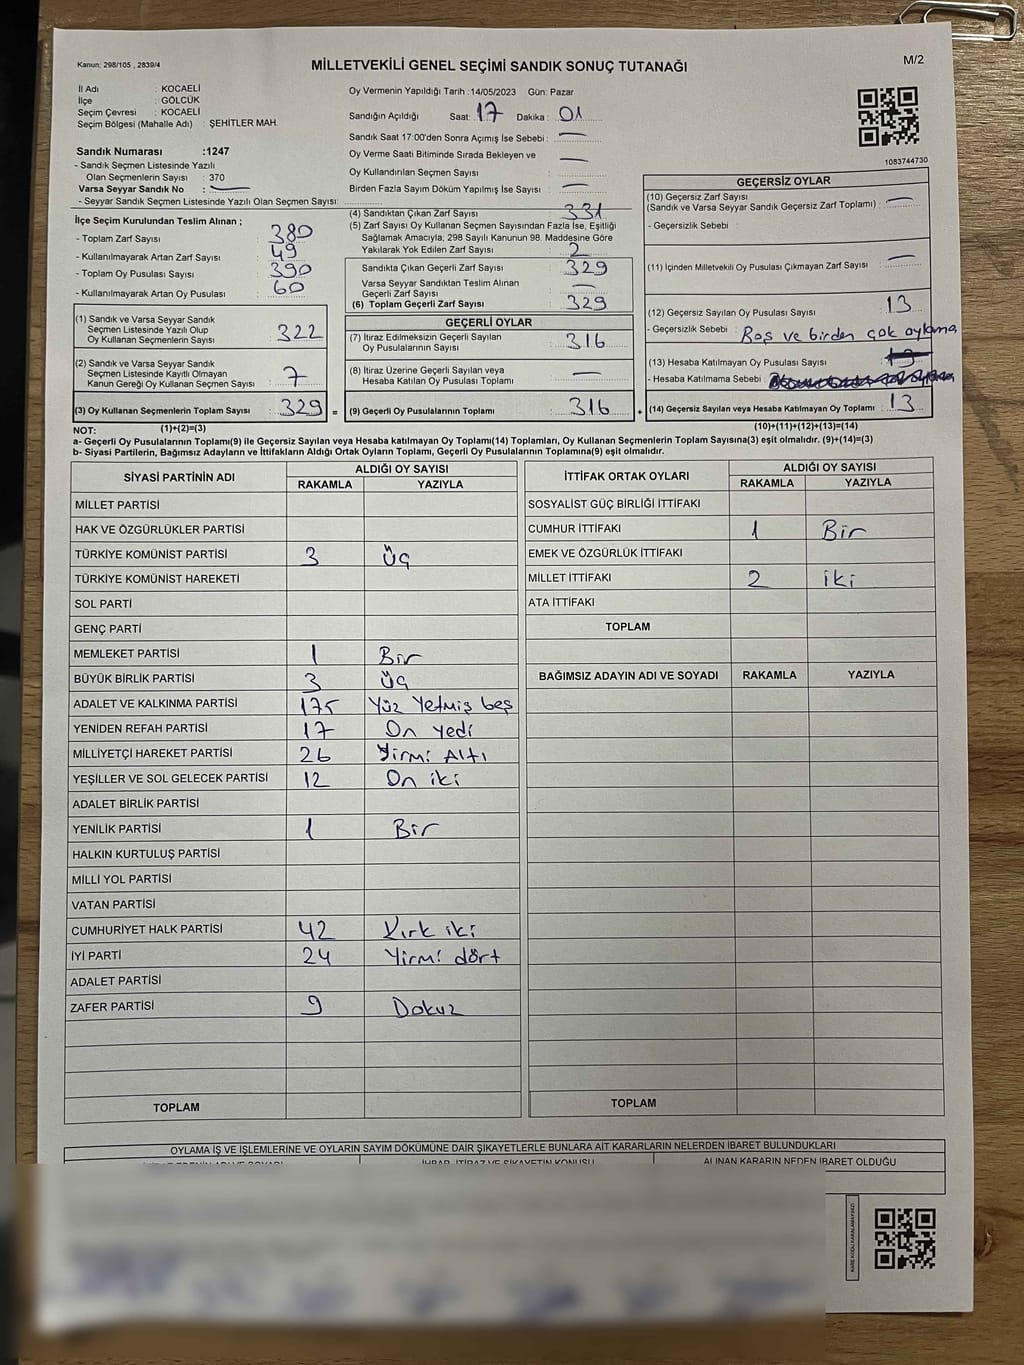 Kanun: 298/105 , 2839/4
MİLLETVEKİLİ GENEL SEÇİMİ SANDIK SONUÇ TUTANAĞI
M/2
İl Adı : KOCAELİ
İlçe : GÖLCÜK
Seçim Çevresi : KOCAELİ
Seçim Bölgesi (Mahalle Adı) : ŞEHİTLER MAH.
Sandık Numarası :1247
- Sandık Seçmen Listesinde Yazılı
Olan Seçmenlerin Sayısı : 370
Varsa Seyyar Sandık No : —
- Seyyar Sandık Seçmen Listesinde Yazılı Olan Seçmen Sayısı:
Oy Vermenin Yapıldığı Tarih :14/05/2023 Gün: Pazar
Sandığın Açıldığı Saat: 17 Dakika : 01
Sandık Saat 17:00'den Sonra Açımış İse Sebebi : —
Oy Verme Saati Bitiminde Sırada Bekleyen ve
Oy Kullandırılan Seçmen Sayısı : —
Birden Fazla Sayım Döküm Yapılmış İse Sayısı : —
1083744730
İlçe Seçim Kurulundan Teslim Alınan ;
- Toplam Zarf Sayısı : 380
- Kullanılmayarak Artan Zarf Sayısı : 49
- Toplam Oy Pusulası Sayısı : 390
- Kullanılmayarak Artan Oy Pusulası : 60
(4) Sandıktan Çıkan Zarf Sayısı : 331
(5) Zarf Sayısı Oy Kullanan Seçmen Sayısından Fazla İse, Eşitliği
Sağlamak Amacıyla; 298 Sayılı Kanunun 98. Maddesine Göre
Yakılarak Yok Edilen Zarf Sayısı : 2
Sandıkta Çıkan Geçerli Zarf Sayısı : 329
Varsa Seyyar Sandıktan Teslim Alınan
Geçerli Zarf Sayısı : —
(6) Toplam Geçerli Zarf Sayısı : 329
GEÇERSİZ OYLAR
(10) Geçersiz Zarf Sayısı
(Sandık ve Varsa Seyyar Sandık Geçersiz Zarf Toplamı) : —
- Geçersizlik Sebebi :
(11) İçinden Milletvekili Oy Pusulası Çıkmayan Zarf Sayısı : —
(12) Geçersiz Sayılan Oy Pusulası Sayısı : 13
- Geçersizlik Sebebi : Boş ve birden çok oylama
(13) Hesaba Katılmayan Oy Pusulası Sayısı : 13
- Hesaba Katılmama Sebebi :
(14) Geçersiz Sayılan veya Hesaba Katılmayan Oy Toplamı : 13
(10)+(11)+(12)+(13)=(14)
(1) Sandık ve Varsa Seyyar Sandık
Seçmen Listesinde Yazılı Olup
Oy Kullanan Seçmenlerin Sayısı : 322
(2) Sandık ve Varsa Seyyar Sandık
Seçmen Listesinde Kayıtlı Olmayan
Kanun Gereği Oy Kullanan Seçmen Sayısı : 7
(3) Oy Kullanan Seçmenlerin Toplam Sayısı : 329 =
GEÇERLİ OYLAR
(7) İtiraz Edilmeksizin Geçerli Sayılan
Oy Pusulalarının Sayısı : 316
(8) İtiraz Üzerine Geçerli Sayılan veya
Hesaba Katılan Oy Pusulası Toplamı : —
(9) Geçerli Oy Pusulalarının Toplamı : 316 +
NOT: (1)+(2)=(3)
a- Geçerli Oy Pusulalarının Toplamı(9) ile Geçersiz Sayılan veya Hesaba katılmayan Oy Toplamı(14) Toplamları, Oy Kullanan Seçmenlerin Toplam Sayısına(3) eşit olmalıdır. (9)+(14)=(3)
b- Siyasi Partilerin, Bağımsız Adayların ve İttifakların Aldığı Ortak Oyların Toplamı, Geçerli Oy Pusulalarının Toplamına(9) eşit olmalıdır.
SİYASİ PARTİNİN ADI ALDIĞI OY SAYISI
RAKAMLA YAZIYLA
MİLLET PARTİSİ
HAK VE ÖZGÜRLÜKLER PARTİSİ
TÜRKİYE KOMÜNİST PARTİSİ 3 Üç
TÜRKİYE KOMÜNİST HAREKETİ
SOL PARTİ
GENÇ PARTİ
MEMLEKET PARTİSİ 1 Bir
BÜYÜK BİRLİK PARTİSİ 3 Üç
ADALET VE KALKINMA PARTİSİ 175 Yüz Yetmiş beş
YENİDEN REFAH PARTİSİ 17 On yedi
MİLLİYETÇİ HAREKET PARTİSİ 26 Yirmi Altı
YEŞİLLER VE SOL GELECEK PARTİSİ 12 On iki
ADALET BİRLİK PARTİSİ
YENİLİK PARTİSİ 1 Bir
HALKIN KURTULUŞ PARTİSİ
MİLLİ YOL PARTİSİ
VATAN PARTİSİ
CUMHURİYET HALK PARTİSİ 42 Kırk iki
İYİ PARTİ 24 Yirmi dört
ADALET PARTİSİ
ZAFER PARTİSİ 9 Dokuz
TOPLAM
İTTİFAK ORTAK OYLARI ALDIĞI OY SAYISI
RAKAMLA YAZIYLA
SOSYALİST GÜÇ BİRLİĞİ İTTİFAKI
CUMHUR İTTİFAKI 1 Bir
EMEK VE ÖZGÜRLÜK İTTİFAKI
MİLLET İTTİFAKI 2 iki
ATA İTTİFAKI
TOPLAM
BAĞIMSIZ ADAYIN ADI VE SOYADI RAKAMLA YAZIYLA
TOPLAM
OYLAMA İŞ VE İŞLEMLERİNE VE OYLARIN SAYIM DÖKÜMÜNE DAİR ŞİKAYETLERLE BUNLARA AİT KARARLARIN NELERDEN İBARET BULUNDUKLARI
İHBAR, İTİRAZ VE ŞİKAYETİN KONUSU ALINAN KARARIN NEDEN İBARET OLDUĞU
KARE KODU KARALAMAYINIZ!